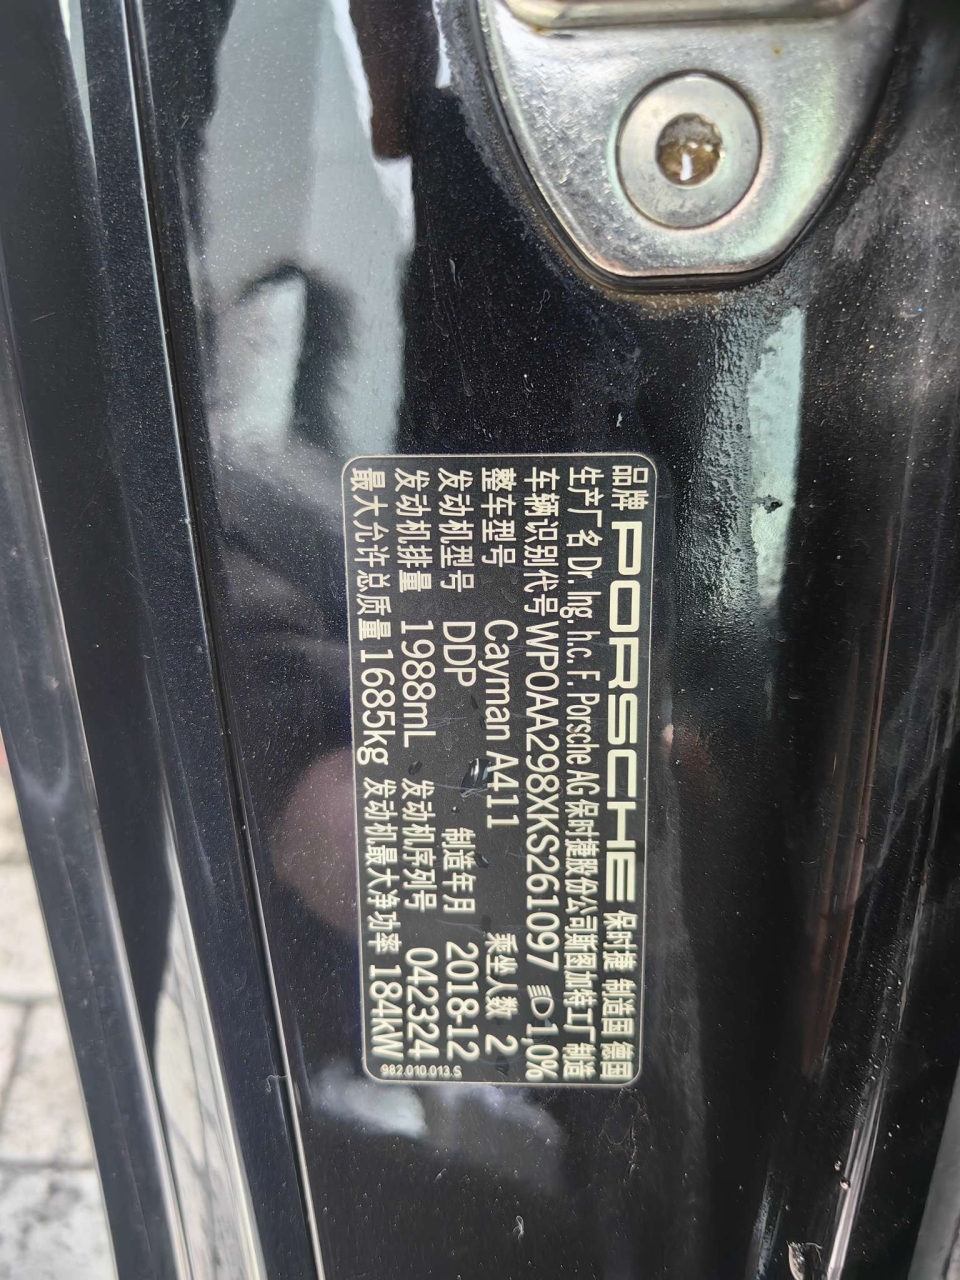 品牌 PORSCHE 保时捷 制造国 德国
生产厂名 Dr. Ing. h.c. F. Porsche AG 保时捷股份公司斯图加特工厂制造
车辆识别代号 WP0AA298XKS261097 1,0%
整车型号 Cayman A411 乘坐人数 2
发动机型号 DDP 制造年月 2018-12
发动机排量 1988mL 发动机序列号 042324
最大允许总质量 1685kg 发动机最大净功率 184kW
982.010.013.S